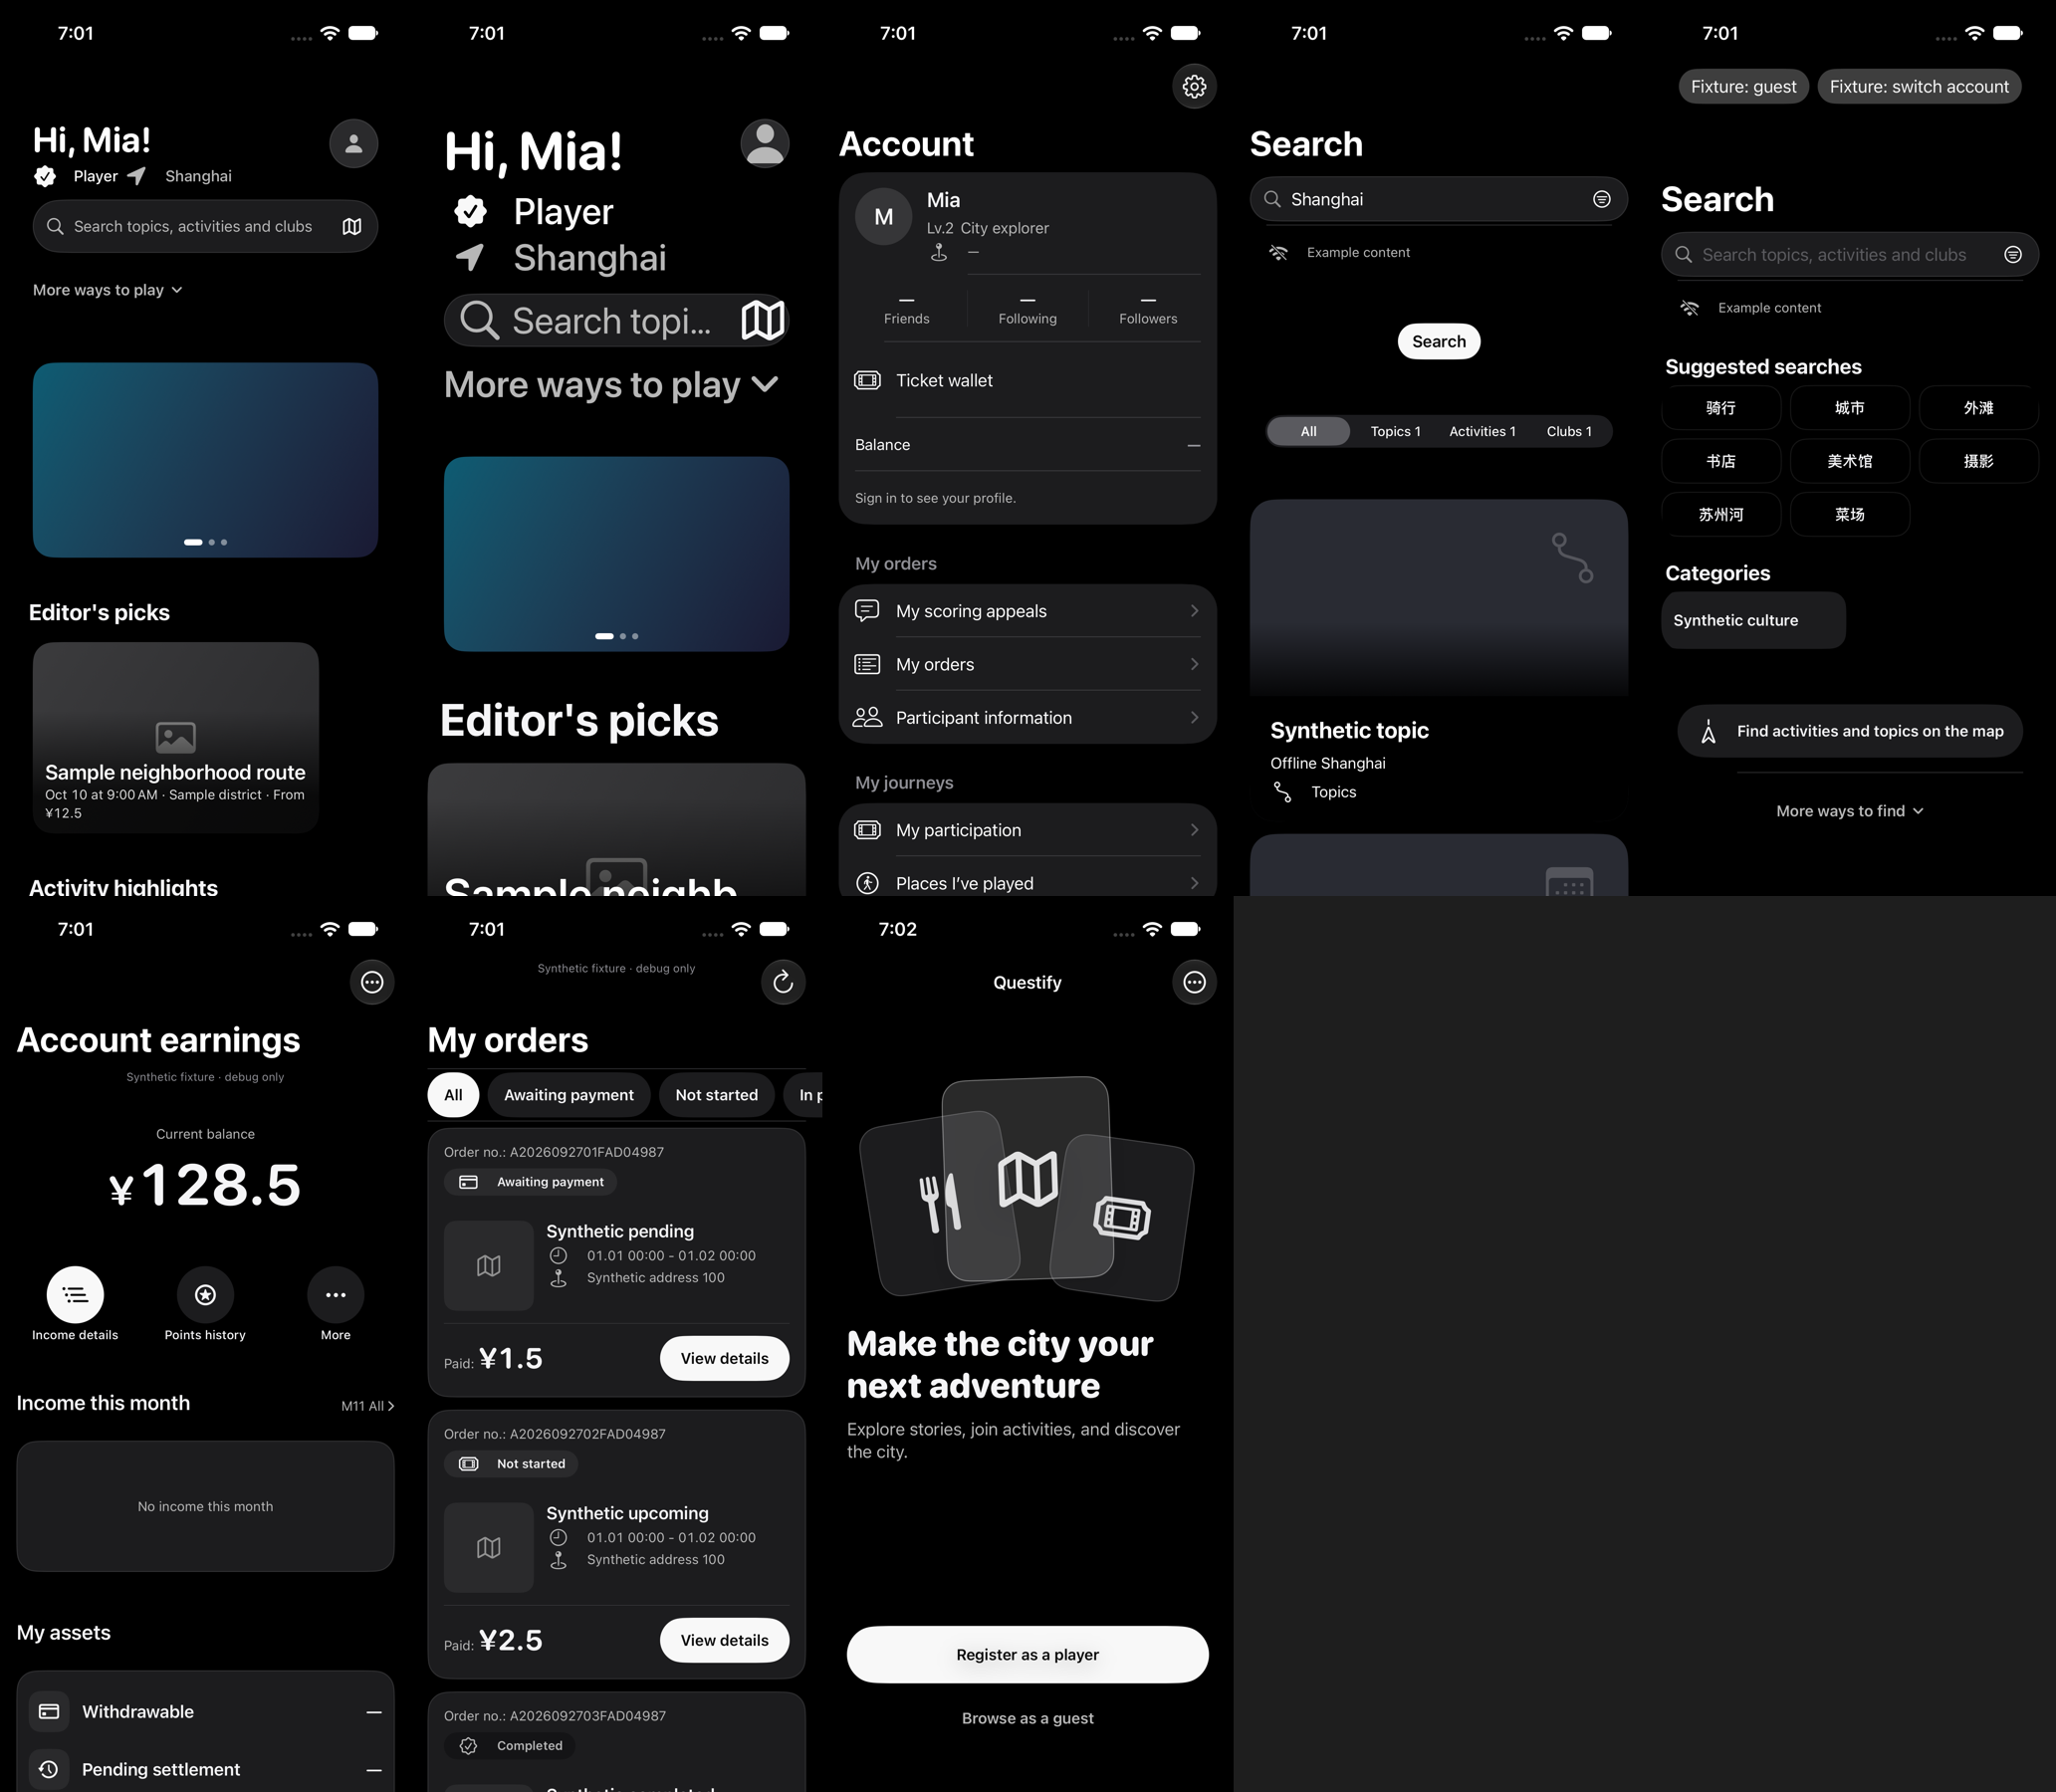 7:01
Hi, Mia!
Player
Shanghai
Search topics, activities and clubs
More ways to play
Editor's picks
Sample neighborhood route
Oct 10 at 9:00 AM · Sample district · From
¥12.5
Activity highlights
7:01
Hi, Mia!
Player
Shanghai
Search topi...
More ways to play
Editor's picks
Sample neighb
7:01
Account
M
Mia
Lv.2 City explorer
—
— — —
Friends Following Followers
Ticket wallet
Balance —
Sign in to see your profile.
My orders
My scoring appeals
My orders
Participant information
My journeys
My participation
Places I've played
7:01
Search
Shanghai
Example content
Search
All Topics 1 Activities 1 Clubs 1
Synthetic topic
Offline Shanghai
Topics
7:01
Fixture: guest Fixture: switch account
Search
Search topics, activities and clubs
Example content
Suggested searches
骑行 城市 外滩
书店 美术馆 摄影
苏州河 菜场
Categories
Synthetic culture
Find activities and topics on the map
More ways to find
7:01
Account earnings
Synthetic fixture · debug only
Current balance
¥128.5
Income details Points history More
Income this month M11 All
No income this month
My assets
Withdrawable —
Pending settlement —
7:01
Synthetic fixture · debug only
My orders
All Awaiting payment Not started In p
Order no.: A2026092701FAD04987
Awaiting payment
Synthetic pending
01.01 00:00 - 01.02 00:00
Synthetic address 100
Paid: ¥1.5 View details
Order no.: A2026092702FAD04987
Not started
Synthetic upcoming
01.01 00:00 - 01.02 00:00
Synthetic address 100
Paid: ¥2.5 View details
Order no.: A2026092703FAD04987
Completed
Synthetic completed
7:02
Questify
Make the city your
next adventure
Explore stories, join activities, and discover
the city.
Register as a player
Browse as a guest